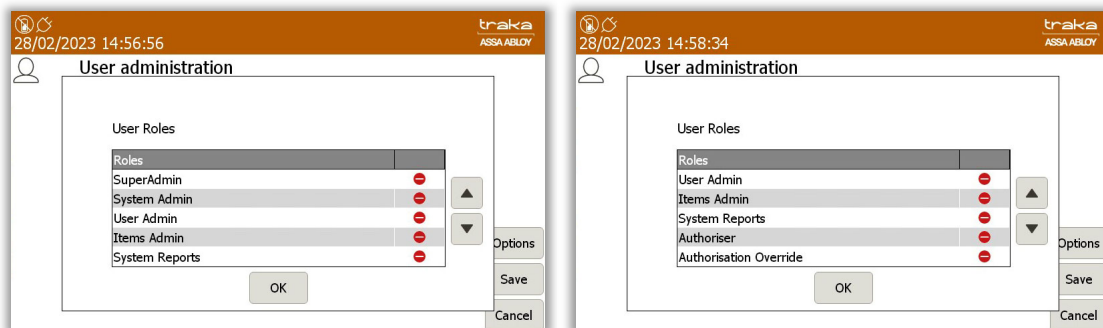 traka
28/02/2023 14:56:56
ASSA ABLOY
User administration
User Roles
Roles
SuperAdmin
System Admin
User Admin
Items Admin
System Reports
Options
OK
Save
Cancel
traka
28/02/2023 14:58:34
ASSA ABLOY
User administration
User Roles
Roles
User Admin
Items Admin
System Reports
Authoriser
Authorisation Override
Options
OK
Save
Cancel